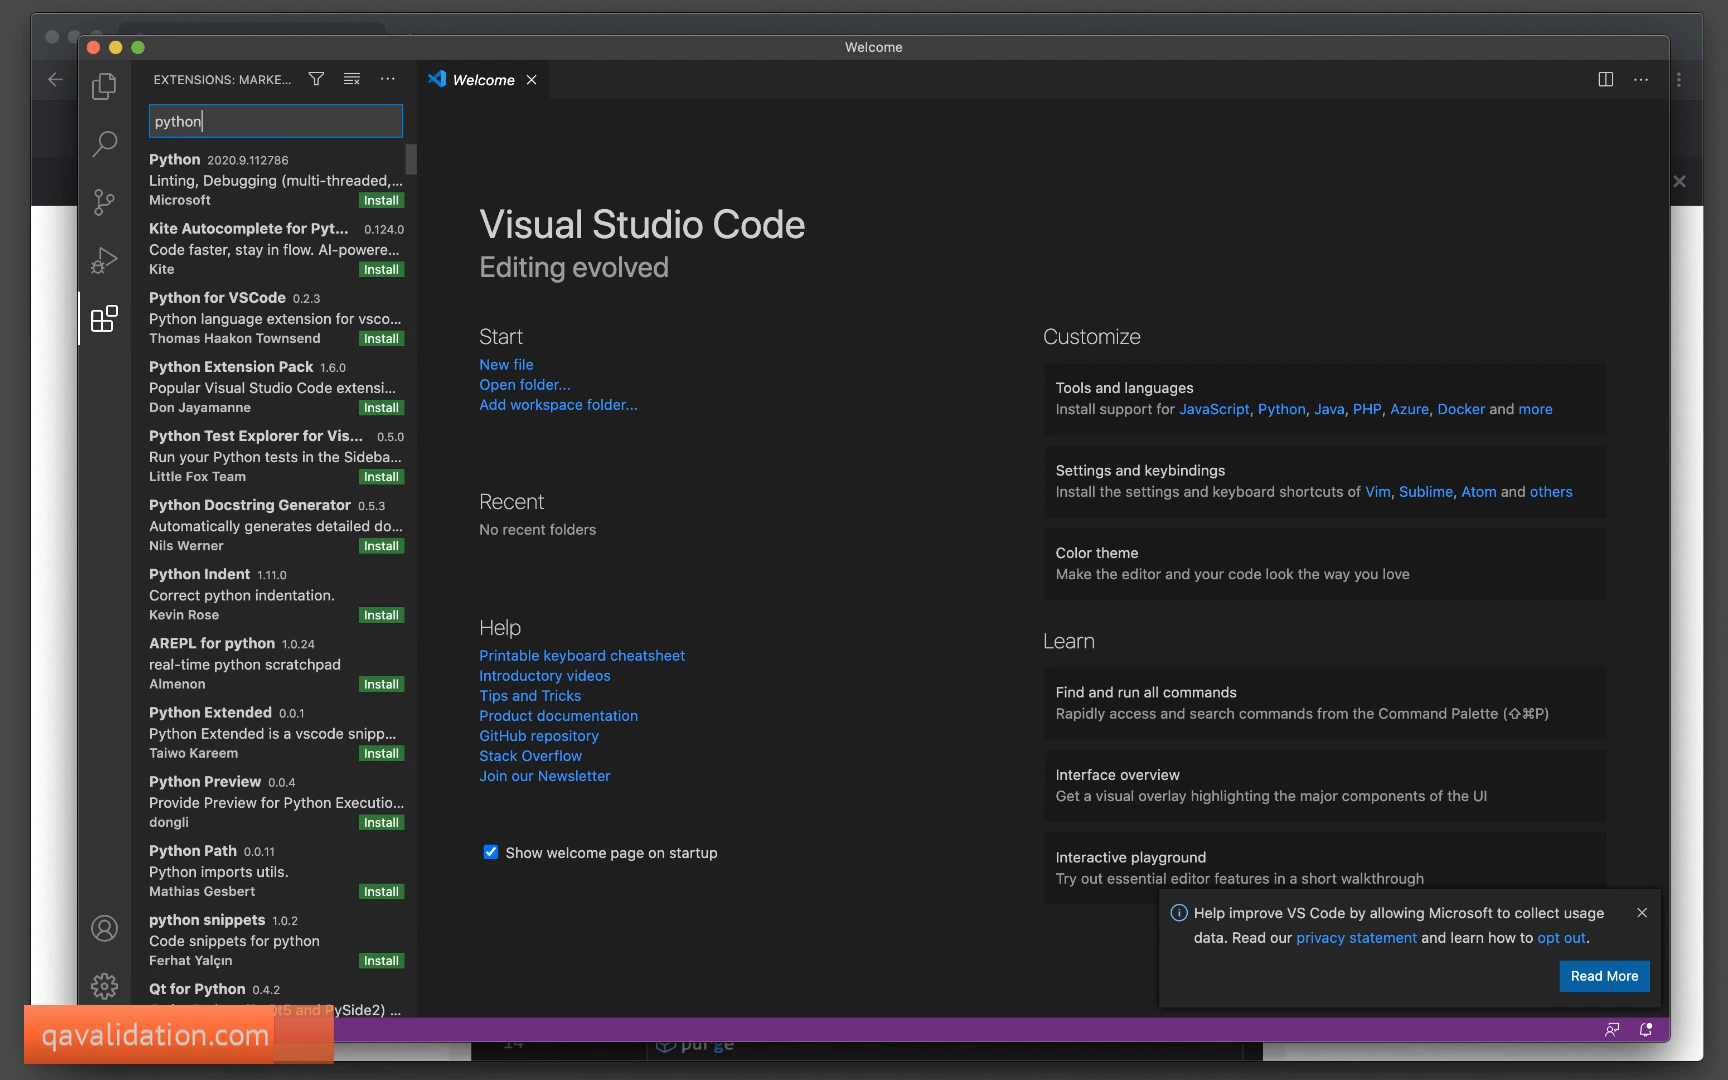 Welcome
EXTENSIONS: MARKE...
Welcome
python
Python 2020.9.112786
Linting, Debugging (multi-threaded,...
Microsoft Install
Kite Autocomplete for Pyt... 0.124.0
Code faster, stay in flow. AI-powere...
Kite Install
Python for VSCode 0.2.3
Python language extension for vsco...
Thomas Haakon Townsend Install
Python Extension Pack 1.6.0
Popular Visual Studio Code extensi...
Don Jayamanne Install
Python Test Explorer for Vis... 0.5.0
Run your Python tests in the Sideba...
Little Fox Team Install
Python Docstring Generator 0.5.3
Automatically generates detailed do...
Nils Werner Install
Python Indent 1.11.0
Correct python indentation.
Kevin Rose Install
AREPL for python 1.0.24
real-time python scratchpad
Almenon Install
Python Extended 0.0.1
Python Extended is a vscode snipp...
Taiwo Kareem Install
Python Preview 0.0.4
Provide Preview for Python Executio...
dongli Install
Python Path 0.0.11
Python imports utils.
Mathias Gesbert Install
python snippets 1.0.2
Code snippets for python
Ferhat Yalçın Install
Qt for Python 0.4.2
and PySide2) ...
Visual Studio Code
Editing evolved
Start
New file
Open folder...
Add workspace folder...
Recent
No recent folders
Help
Printable keyboard cheatsheet
Introductory videos
Tips and Tricks
Product documentation
GitHub repository
Stack Overflow
Join our Newsletter
Show welcome page on startup
Customize
Tools and languages
Install support for JavaScript, Python, Java, PHP, Azure, Docker and more
Settings and keybindings
Install the settings and keyboard shortcuts of Vim, Sublime, Atom and others
Color theme
Make the editor and your code look the way you love
Learn
Find and run all commands
Rapidly access and search commands from the Command Palette (⇧⌘P)
Interface overview
Get a visual overlay highlighting the major components of the UI
Interactive playground
Try out essential editor features in a short walkthrough
Help improve VS Code by allowing Microsoft to collect usage
data. Read our privacy statement and learn how to opt out.
Read More
qavalidation.com
14 purge